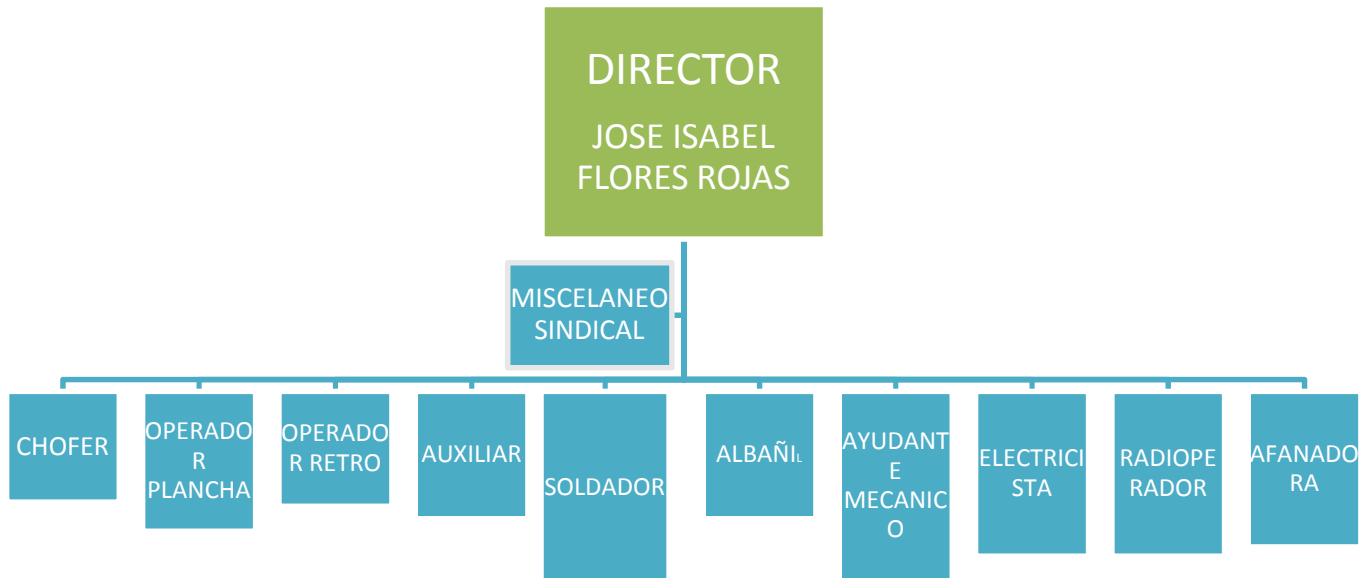 DIRECTOR
JOSE ISABEL
FLORES ROJAS
MISCELANEO
SINDICAL
CHOFER
OPERADO
R
PLANCHA
OPERADO
R RETRO
AUXILIAR
SOLDADOR
ALBAÑIL
AYUDANT
E
MECANIC
O
ELECTRICI
STA
RADIOPE
RADOR
AFANADO
RA